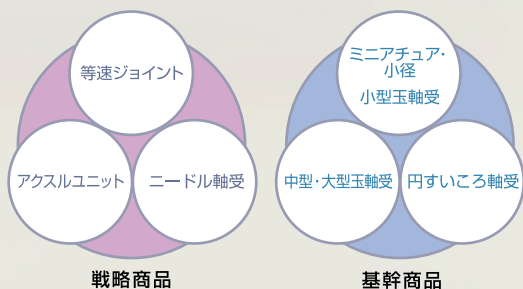 等速ジョイント
アクスルユニット
ニードル軸受
戦略商品
ミニアチュア・
小径
小型玉軸受
中型・大型玉軸受
円すいころ軸受
基幹商品